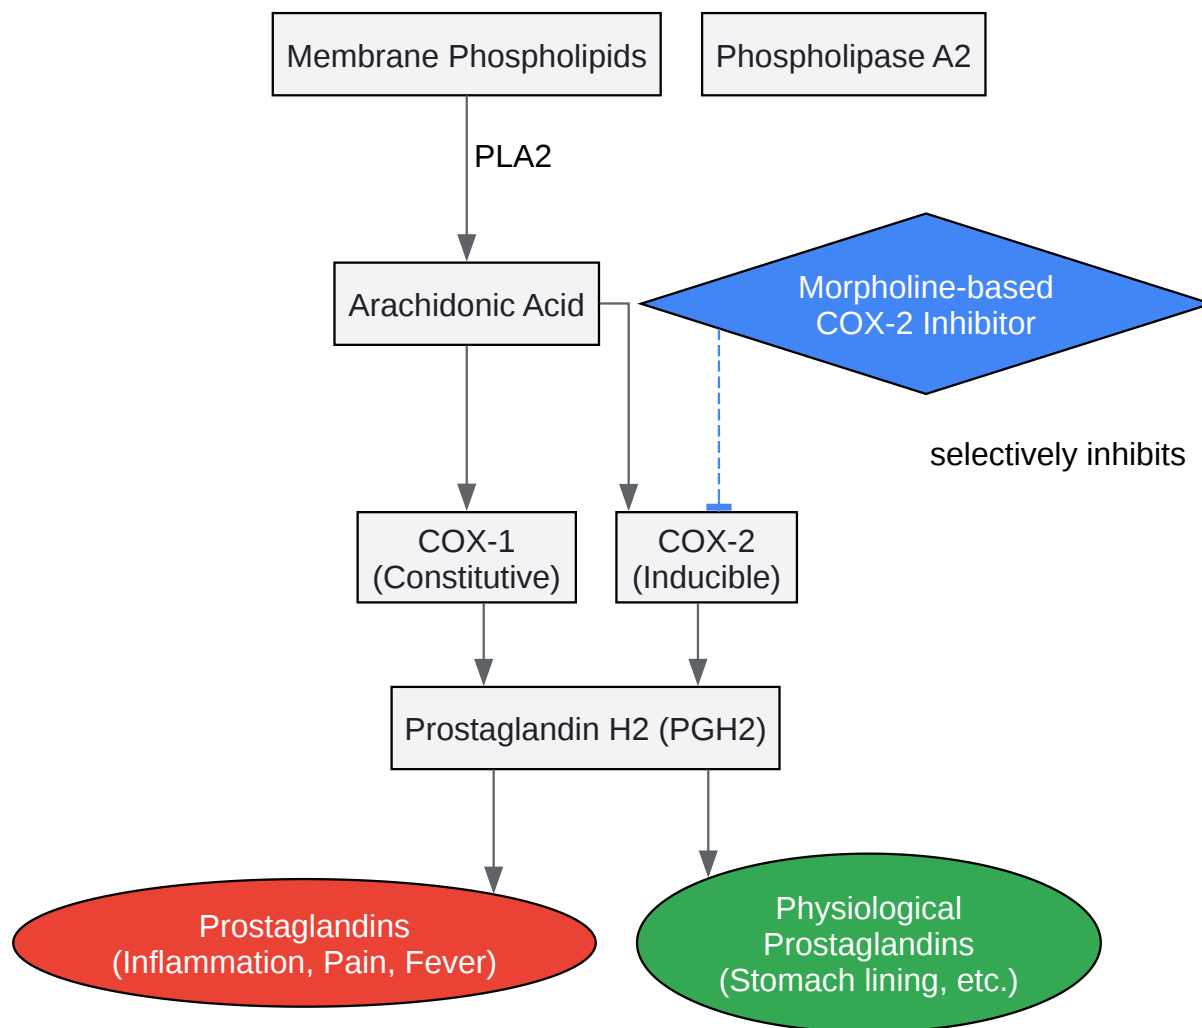 Membrane Phospholipids
Phospholipase A2
PLA2
Arachidonic Acid
Morpholine-based
COX-2 Inhibitor
selectively inhibits
COX-1
(Constitutive)
COX-2
(Inducible)
Prostaglandin H2 (PGH2)
Prostaglandins
(Inflammation, Pain, Fever)
Physiological
Prostaglandins
(Stomach lining, etc.)